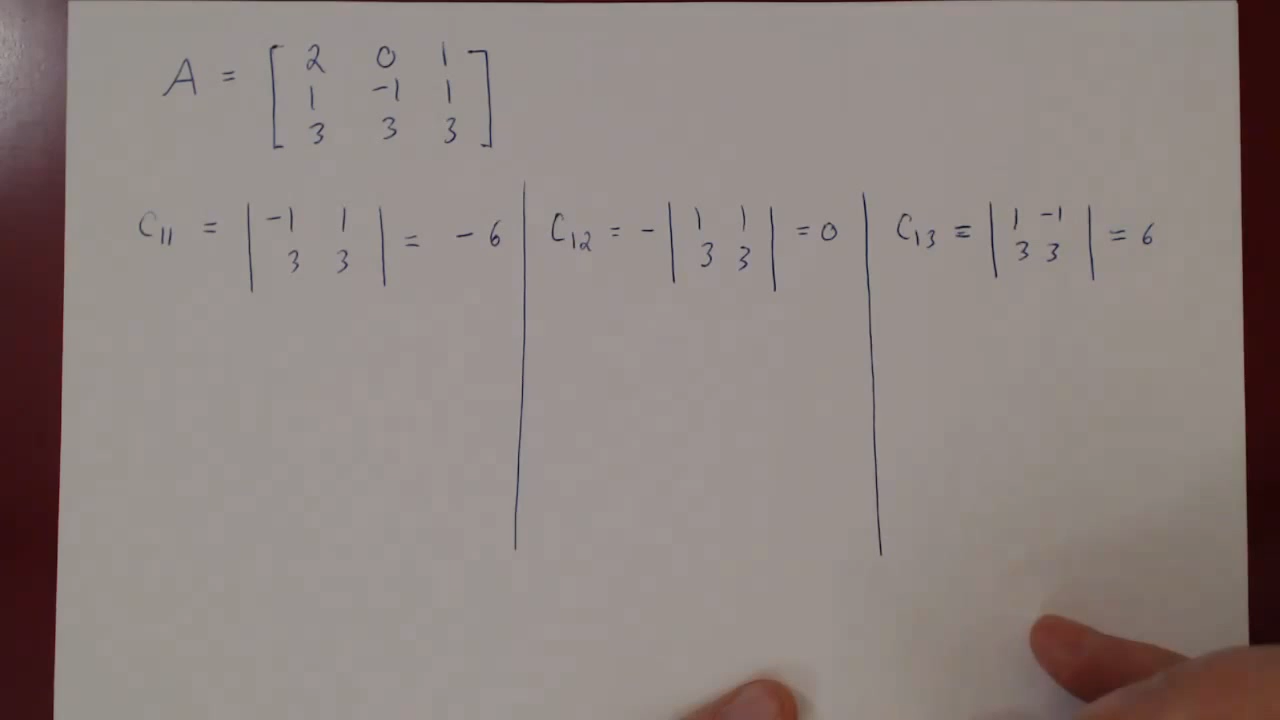 A = [ 2 0 1
1 -1 1
3 3 3 ]
C11 = | -1 1
3 3 | = - 6
C12 = - | 1 1
3 3 | = 0
C13 = | 1 -1
3 3 | = 6